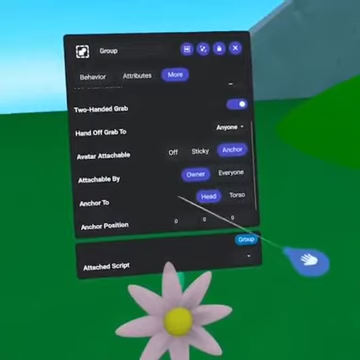 Group
Behavior Attributes More
Two-Handed Grab
Hand Off Grab To Anyone
Avatar Attachable Off Sticky Anchor
Attachable By Owner Everyone
Anchor To Head Torso
Anchor Position 0 0 0
Group
Attached Script